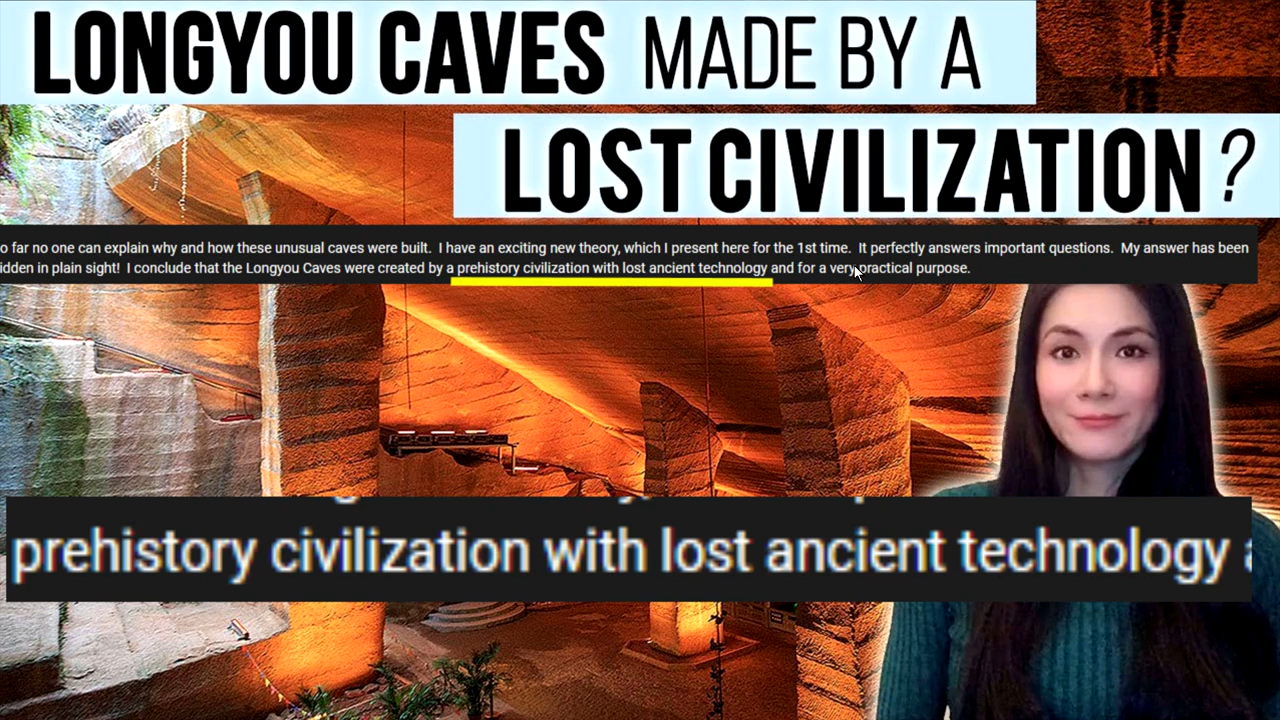 LONGYOU CAVES MADE BY A
LOST CIVILIZATION?
o far no one can explain why and how these unusual caves were built. I have an exciting new theory, which I present here for the 1st time. It perfectly answers important questions. My answer has been
idden in plain sight! I conclude that the Longyou Caves were created by a prehistory civilization with lost ancient technology and for a very practical purpose.
prehistory civilization with lost ancient technology